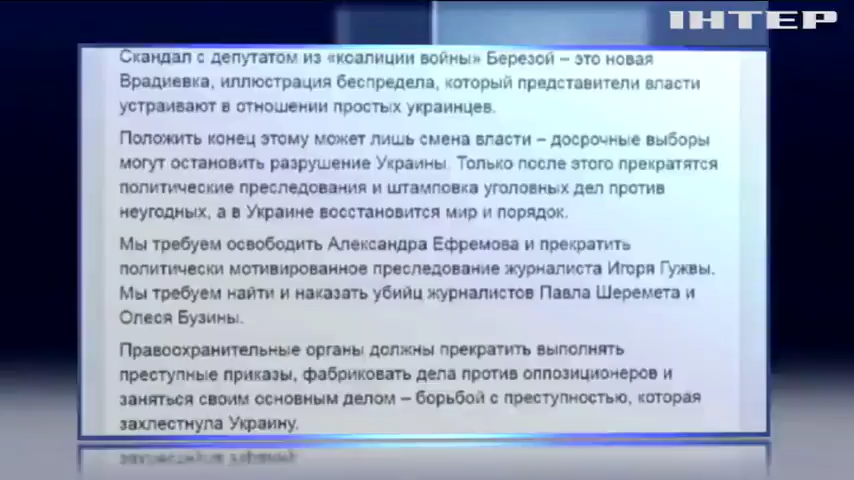 ІНТЕР
Скандал с депутатом из «коалиции войны» Березой – это новая
Врадиевка, иллюстрация беспредела, который представители власти
устраивают в отношении простых украинцев.
Положить конец этому может лишь смена власти – досрочные выборы
могут остановить разрушение Украины. Только после этого прекратятся
политические преследования и штамповка уголовных дел против
неугодных, а в Украине восстановится мир и порядок.
Мы требуем освободить Александра Ефремова и прекратить
политически мотивированное преследование журналиста Игоря Гужвы.
Мы требуем найти и наказать убийц журналистов Павла Шеремета и
Олеся Бузины.
Правоохранительные органы должны прекратить выполнять
преступные приказы, фабриковать дела против оппозиционеров и
заняться своим основным делом – борьбой с преступностью, которая
захлестнула Украину.